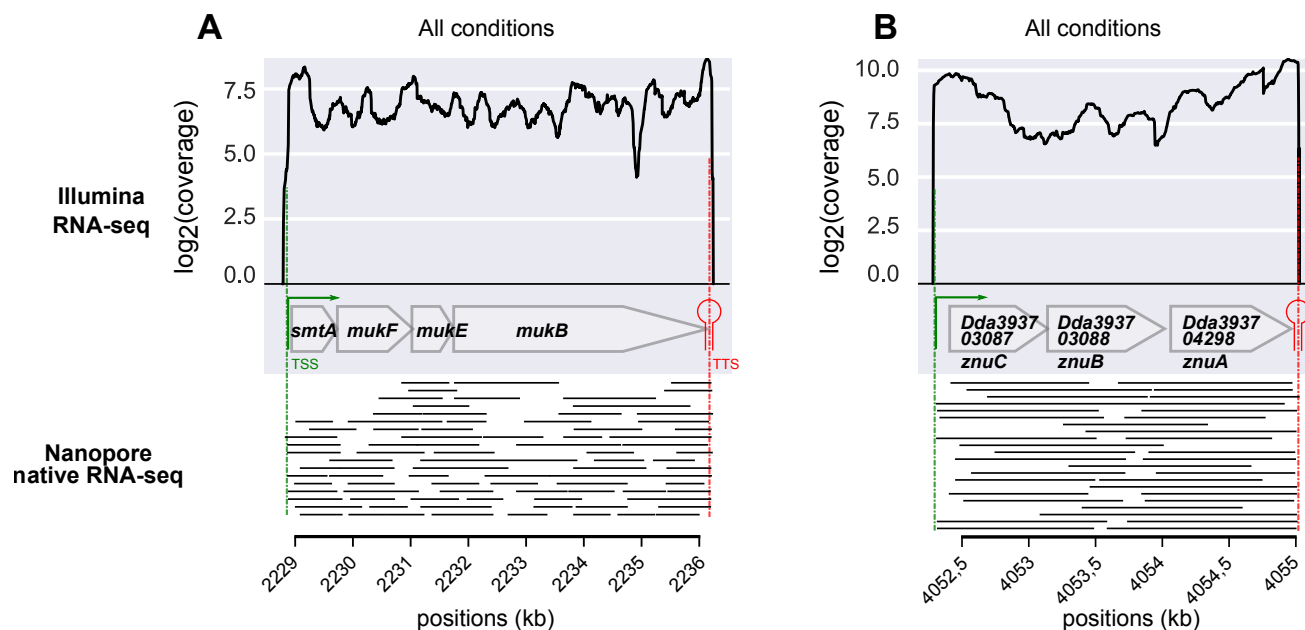 A
All conditions
B
All conditions
Illumina
RNA-seq
log2(coverage)
7.5
5.0
2.5
0.0
smtA
mukF
mukE
mukB
TSS
TTS
log2(coverage)
10.0
7.5
5.0
2.5
0.0
Dda3937
03087
znuC
Dda3937
03088
znuB
Dda3937
04298
znuA
Nanopore
native RNA-seq
2229
2230
2231
2232
2233
2234
2235
2236
positions (kb)
4052,5
4053
4053,5
4054
4054,5
4055
positions (kb)